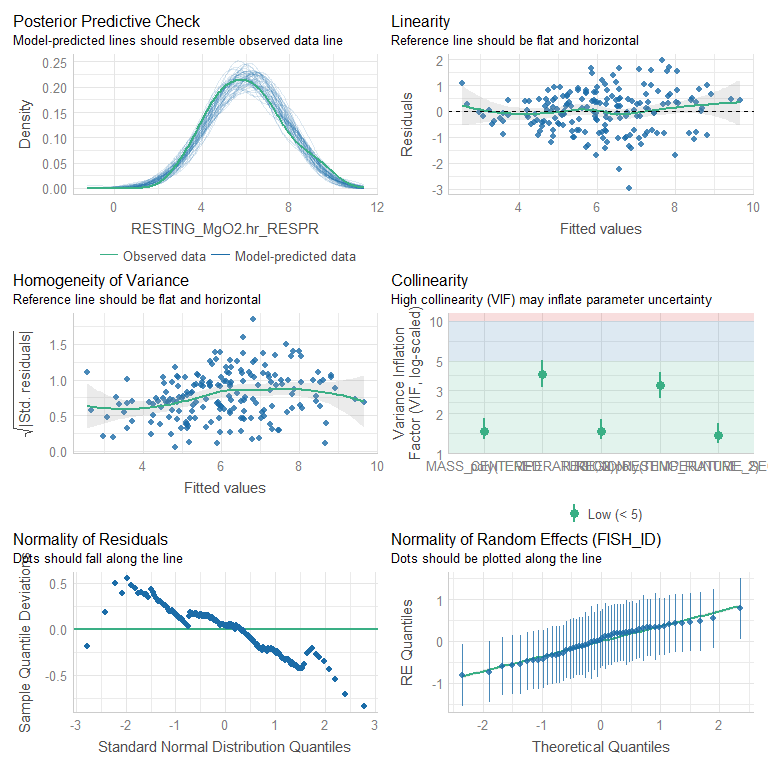 Posterior Predictive Check
Model-predicted lines should resemble observed data line
0.25
0.20
0.15
0.10
0.05
0.00
Density
0 4 8 12
RESTING_MgO2.hr_RESPR
Observed data Model-predicted data
Linearity
Reference line should be flat and horizontal
2
1
0
-1
-2
-3
Residuals
4 6 8 10
Fitted values
Homogeneity of Variance
Reference line should be flat and horizontal
1.5
1.0
0.5
0.0
√|Std. residuals|
4 6 8 10
Fitted values
Collinearity
High collinearity (VIF) may inflate parameter uncertainty
10
5
3
2
1
Variance Inflation
Factor (VIF, log-scaled)
Low (< 5)
Normality of Residuals
Dots should fall along the line
0.5
0.0
-0.5
Sample Quantile Deviations
-3 -2 -1 0 1 2 3
Standard Normal Distribution Quantiles
Normality of Random Effects (FISH_ID)
Dots should be plotted along the line
1
0
-1
RE Quantiles
-2 -1 0 1 2
Theoretical Quantiles